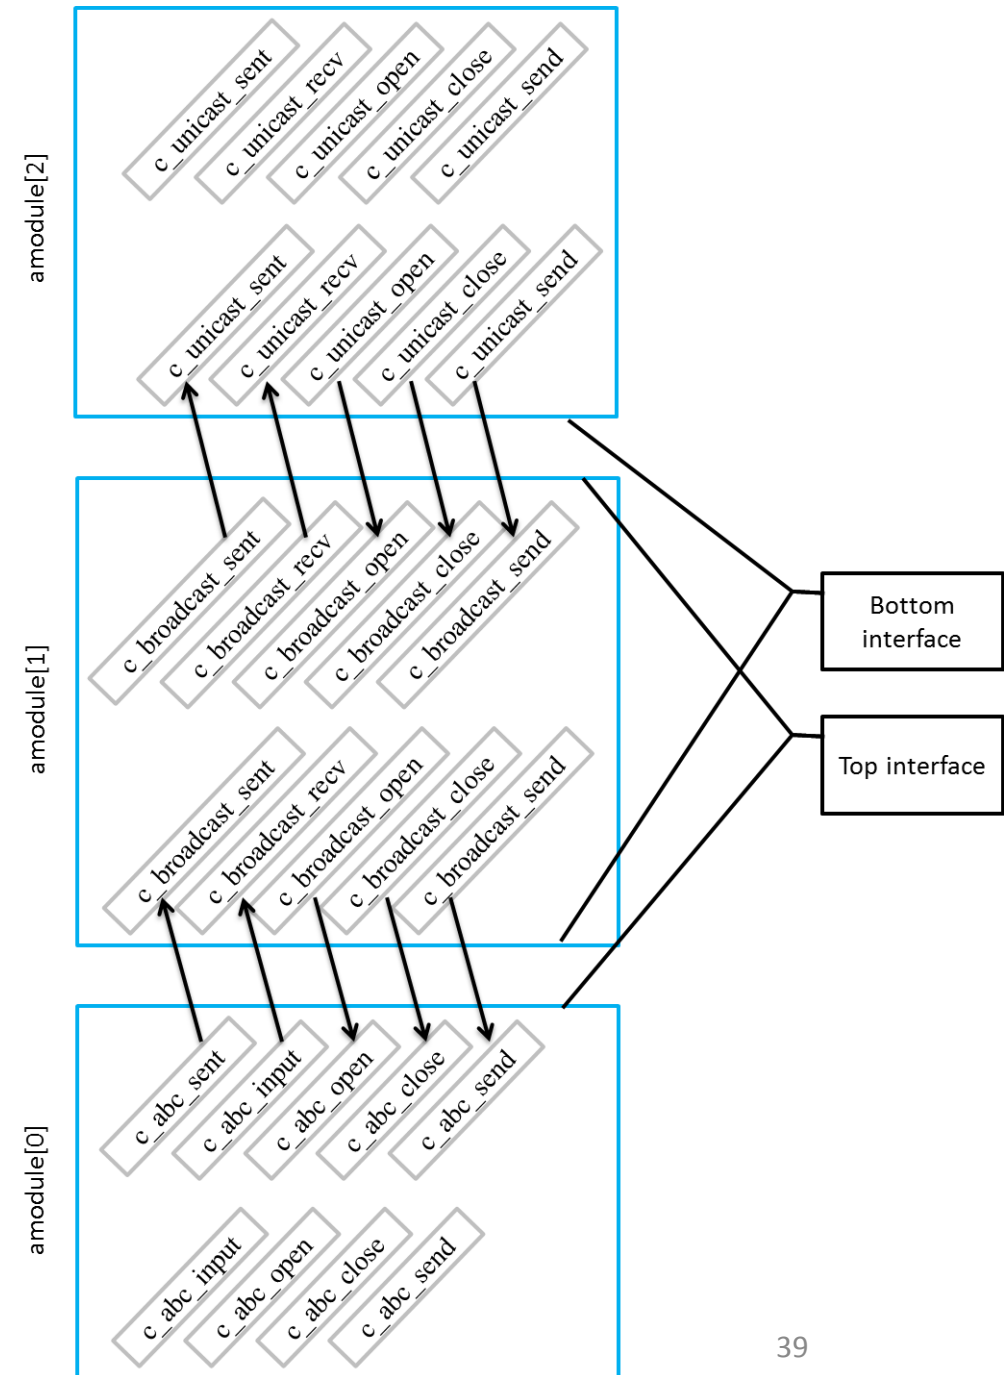 amodule[2]
c_unicast_sent
c_unicast_recv
c_unicast_open
c_unicast_close
c_unicast_send
c_unicast_sent
c_unicast_recv
c_unicast_open
c_unicast_close
c_unicast_send
amodule[1]
c_broadcast_sent
c_broadcast_recv
c_broadcast_open
c_broadcast_close
c_broadcast_send
c_broadcast_sent
c_broadcast_recv
c_broadcast_open
c_broadcast_close
c_broadcast_send
Bottom
interface
Top interface
amodule[0]
c_abc_sent
c_abc_input
c_abc_open
c_abc_close
c_abc_send
c_abc_input
c_abc_open
c_abc_close
c_abc_send
39